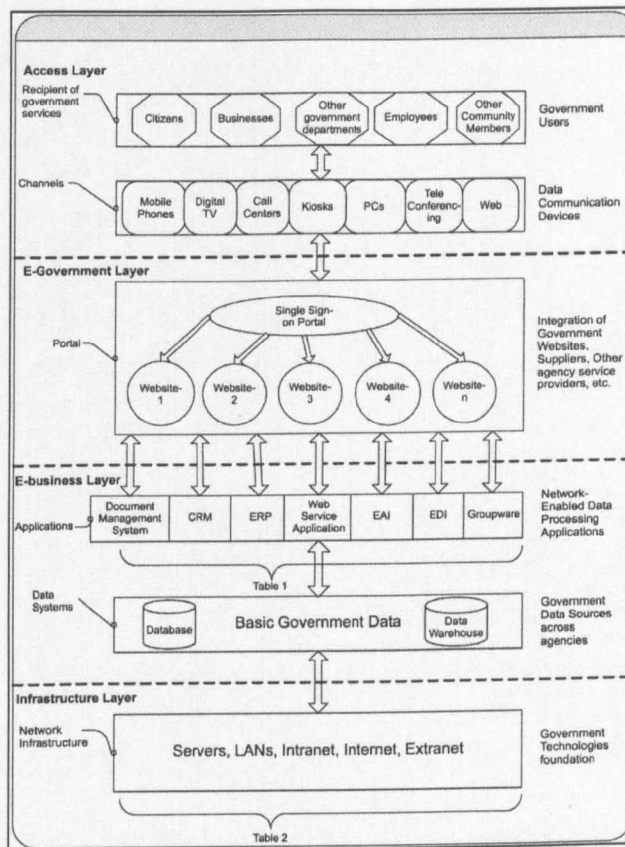 Access Layer
Recipient of
government
services
Citizens
Businesses
Other
government
departments
Employees
Other
Community
Members
Government
Users
Channels
Mobile
Phones
Digital
TV
Call
Centers
Kiosks
PCs
Tele
Conferenc-
ing
Web
Data
Communication
Devices
E-Government Layer
Portal
Single Sign-
on Portal
Website-
1
Website-
2
Website-
3
Website-
4
Website-
n
Integration of
Government
Websites,
Suppliers, Other
agency service
providers, etc.
E-business Layer
Applications
Document
Management
System
CRM
ERP
Web
Service
Application
EAI
EDI
Groupware
Network-
Enabled Data
Processing
Applications
Table 1
Data
Systems
Database
Basic Government Data
Data
Warehouse
Government
Data Sources
across
agencies
Infrastructure Layer
Network
Infrastructure
Servers, LANs, Intranet, Internet, Extranet
Government
Technologies
foundation
Table 2